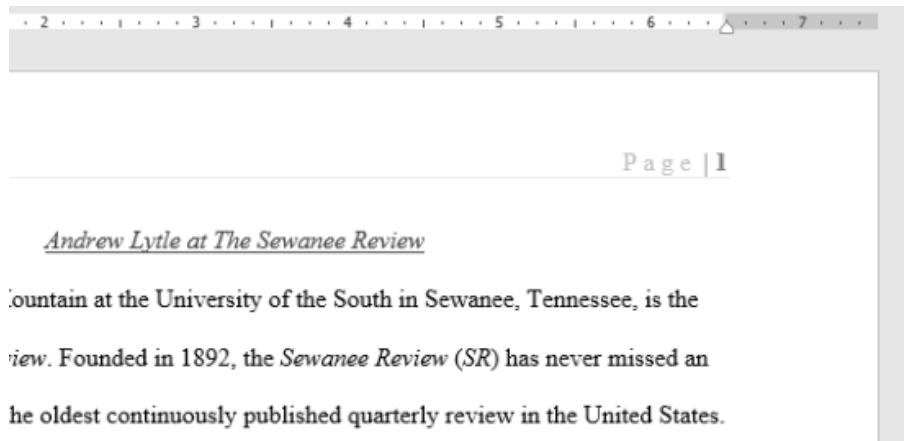 2 3 4 5 6 7
Page | 1
Andrew Lytle at The Sewanee Review
ountain at the University of the South in Sewanee, Tennessee, is the
view. Founded in 1892, the Sewanee Review (SR) has never missed an
he oldest continuously published quarterly review in the United States.